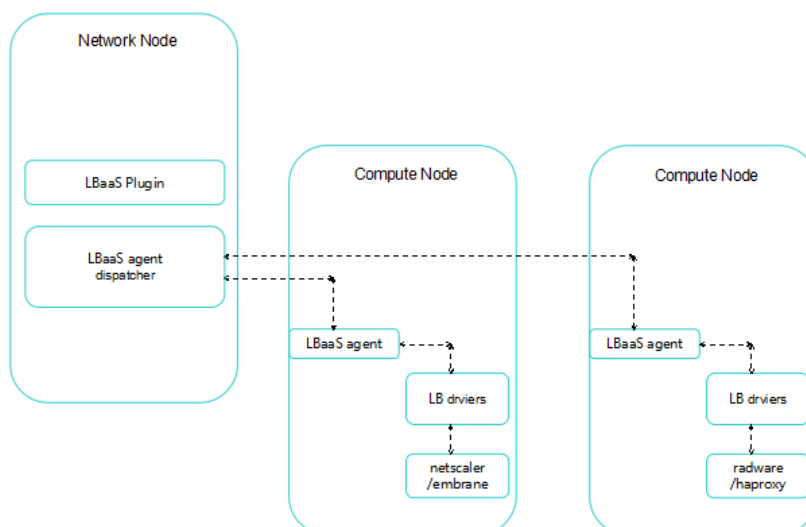 Network Node
LBaaS Plugin
LBaaS agent
dispatcher
Compute Node
LBaaS agent
LB drviers
netscaler
/embrane
Compute Node
LBaaS agent
LB drviers
radware
/haproxy